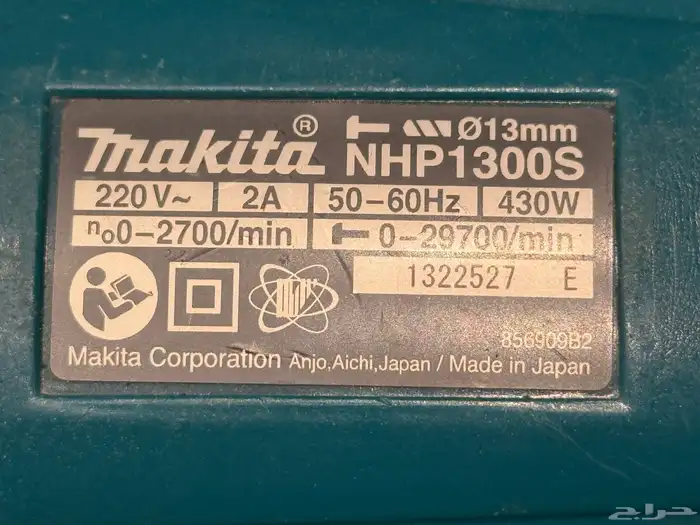 makita®
Ø13mm
NHP1300S
220V~ 2A 50-60Hz 430W
no0-2700/min 0-29700/min
1322527 E
856909B2
Makita Corporation Anjo,Aichi,Japan / Made in Japan
حراج